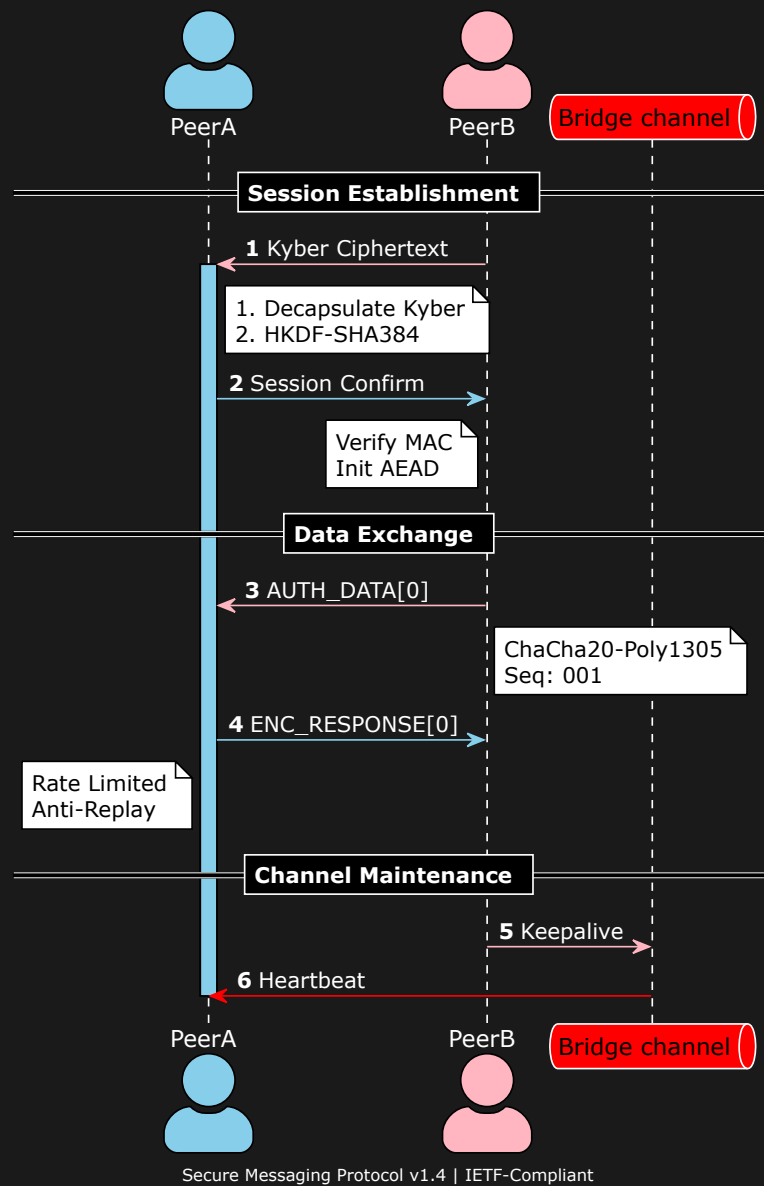 PeerA
PeerB
Bridge channel
Session Establishment
1 Kyber Ciphertext
1. Decapsulate Kyber
2. HKDF-SHA384
2 Session Confirm
Verify MAC
Init AEAD
Data Exchange
3 AUTH_DATA[0]
ChaCha20-Poly1305
Seq: 001
4 ENC_RESPONSE[0]
Rate Limited
Anti-Replay
Channel Maintenance
5 Keepalive
6 Heartbeat
PeerA
PeerB
Bridge channel
Secure Messaging Protocol v1.4 | IETF-Compliant